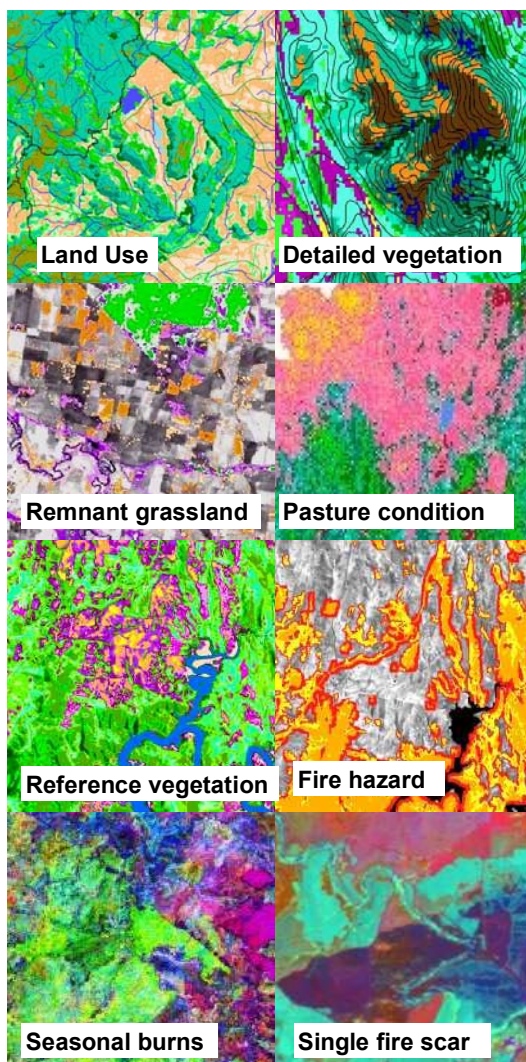 Land Use
Detailed vegetation
Remnant grassland
Pasture condition
Reference vegetation
Fire hazard
Seasonal burns
Single fire scar